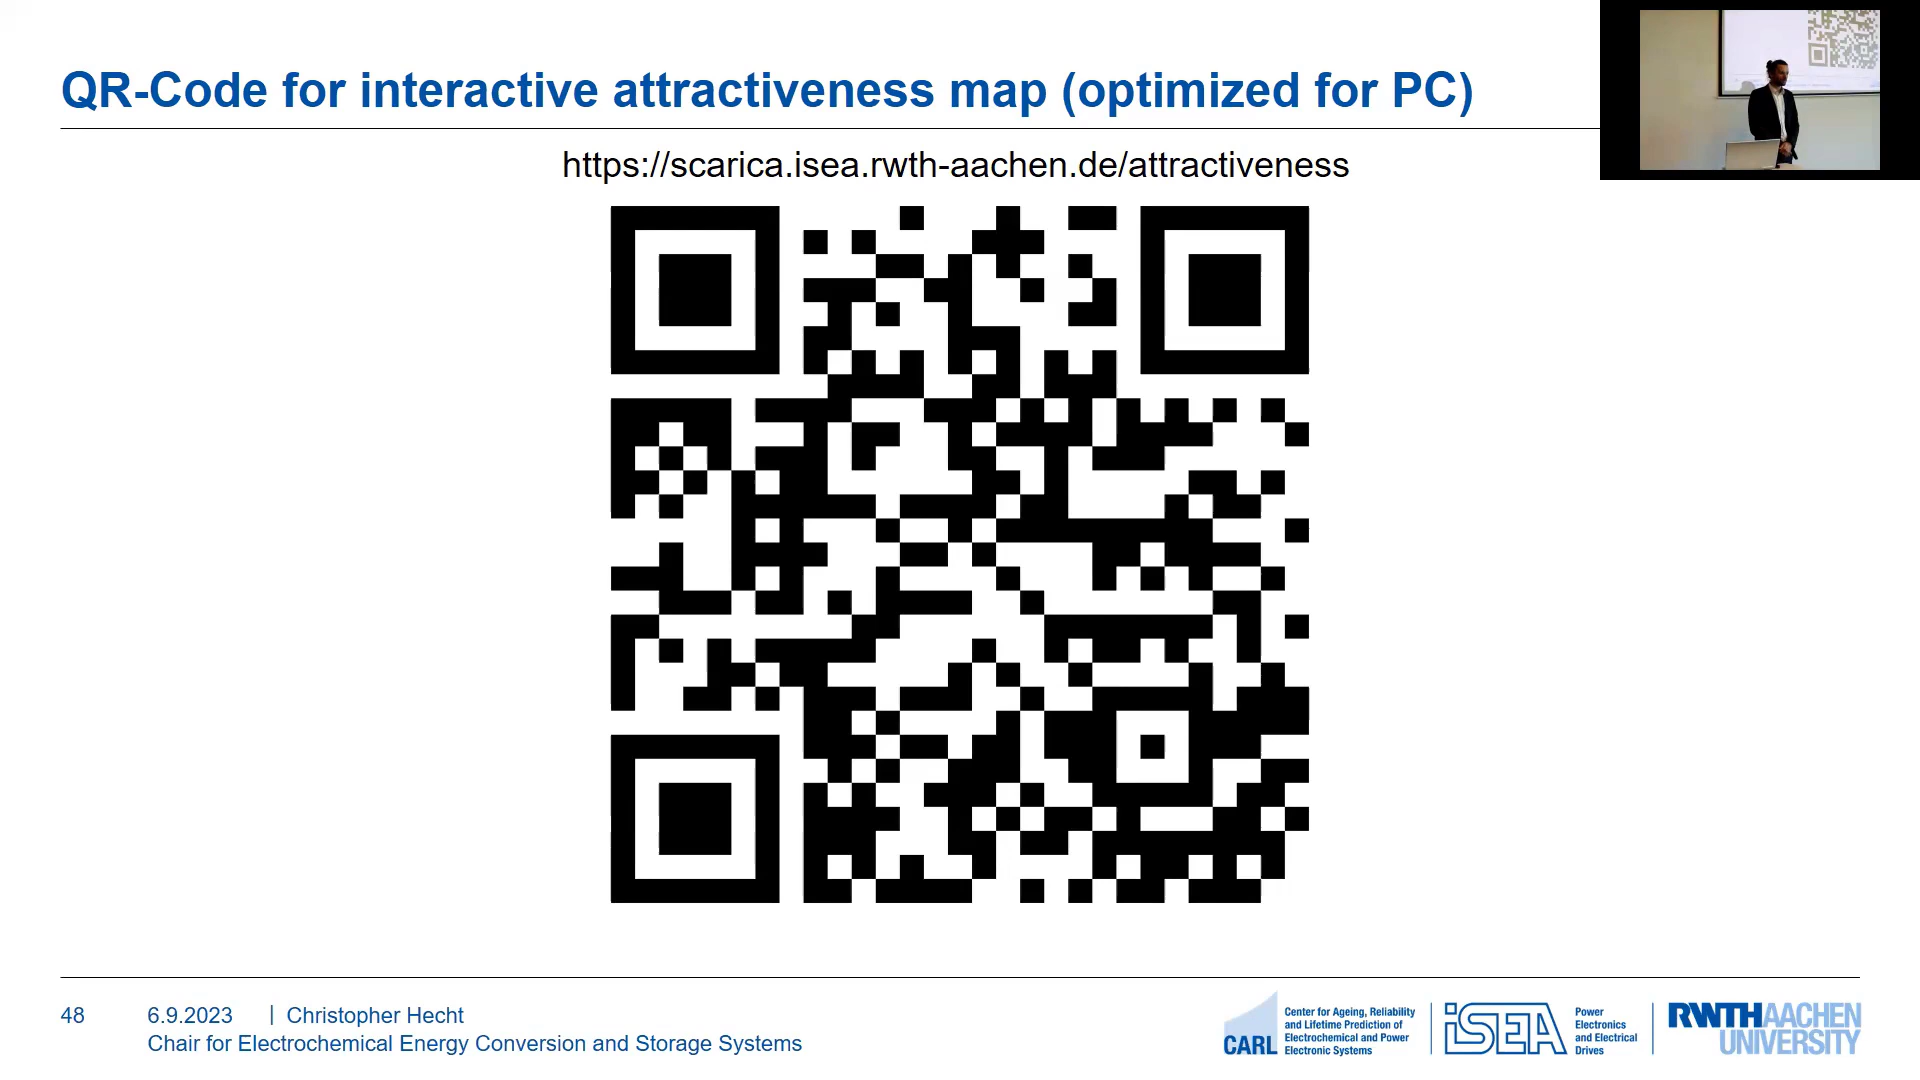 QR-Code for interactive attractiveness map (optimized for PC)
https://scarica.isea.rwth-aachen.de/attractiveness
48 6.9.2023 | Christopher Hecht
Chair for Electrochemical Energy Conversion and Storage Systems
CARL
Center for Ageing, Reliability
and Lifetime Prediction of
Electrochemical and Power
Electronic Systems
iSEA
Power
Electronics
and Electrical
Drives
RWTH AACHEN
UNIVERSITY